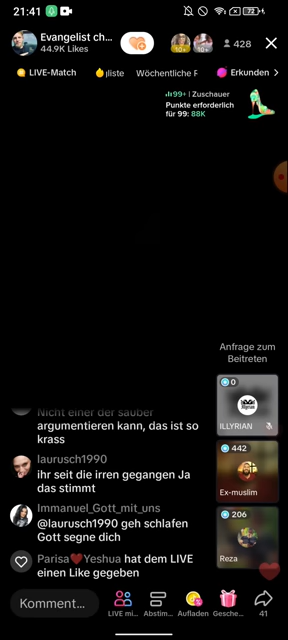 21:41
72
Evangelist ch...
44.9K Likes
10+
10+
428
LIVE-Match
liste
Wöchentliche R
Erkunden
99+ | Zuschauer
Punkte erforderlich
für 99: 88K
Anfrage zum
Beitreten
0
ILLYRIAN
442
Ex-muslim
206
Reza
Nicht einer der sauber
argumentieren kann, das ist so
krass
laurusch1990
ihr seit die irren gegangen Ja
das stimmt
Immanuel_Gott_mit_uns
@laurusch1990 geh schlafen
Gott segne dich
Parisa❤️Yeshua hat dem LIVE
einen Like gegeben
Komment...
LIVE mi...
Abstim...
Aufladen
Gesche...
41